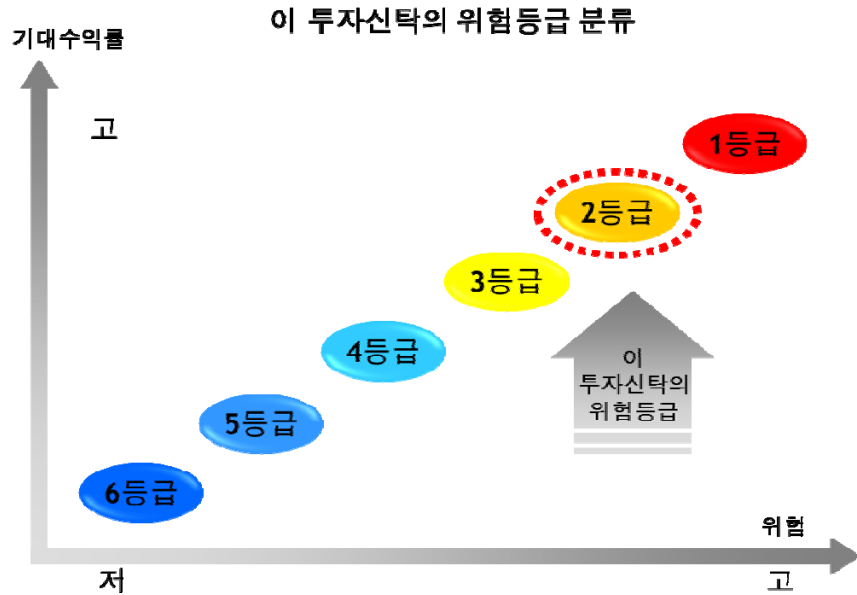 이 투자신탁의 위험등급 분류
기대수익률
고
1등급
2등급
3등급
4등급
이
투자신탁의
위험등급
5등급
6등급
위험
저
고